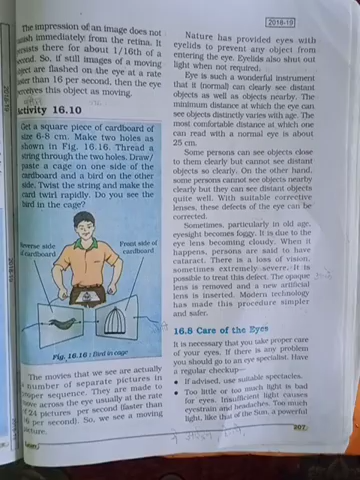 2018-19
the impression of an image does not
vanish immediately from the retina. It
persists there for about 1/16th of a
second. So, if still images of a moving
object are flashed on the eye at a rate
faster than 16 per second, then the eye
perceives this object as moving.
Activity 16.10
Get a square piece of cardboard of
size 6-8 cm. Make two holes as
shown in Fig. 16.16. Thread a
string through the two holes. Draw/
paste a cage on one side of the
cardboard and a bird on the other
side. Twist the string and make the
card twirl rapidly. Do you see the
bird in the cage?
Reverse side
of cardboard
Front side of
cardboard
Fig. 16.16 : Bird in cage
The movies that we see are actually
a number of separate pictures in
proper sequence. They are made to
move across the eye usually at the rate
of 24 pictures per second (faster than
16 per second). So, we see a moving
picture.
Nature has provided eyes with
eyelids to prevent any object from
entering the eye. Eyelids also shut out
light when not required.
Eye is such a wonderful instrument
that it (normal) can clearly see distant
objects as well as objects nearby. The
minimum distance at which the eye can
see objects distinctly varies with age. The
most comfortable distance at which one
can read with a normal eye is about
25 cm.
Some persons can see objects close
to them clearly but cannot see distant
objects so clearly. On the other hand,
some persons cannot see objects nearby
clearly but they can see distant objects
quite well. With suitable corrective
lenses, these defects of the eye can be
corrected.
Sometimes, particularly in old age,
eyesight becomes foggy. It is due to the
eye lens becoming cloudy. When it
happens, persons are said to have
cataract. There is a loss of vision,
sometimes extremely severe. It is
possible to treat this defect. The opaque
lens is removed and a new artificial
lens is inserted. Modern technology
has made this procedure simpler
and safer.
16.8 Care of the Eyes
It is necessary that you take proper care
of your eyes. If there is any problem
you should go to an eye specialist. Have
a regular checkup—
• If advised, use suitable spectacles.
• Too little or too much light is bad
for eyes. Insufficient light causes
eyestrain and headaches. Too much
light, like that of the Sun, a powerful
207